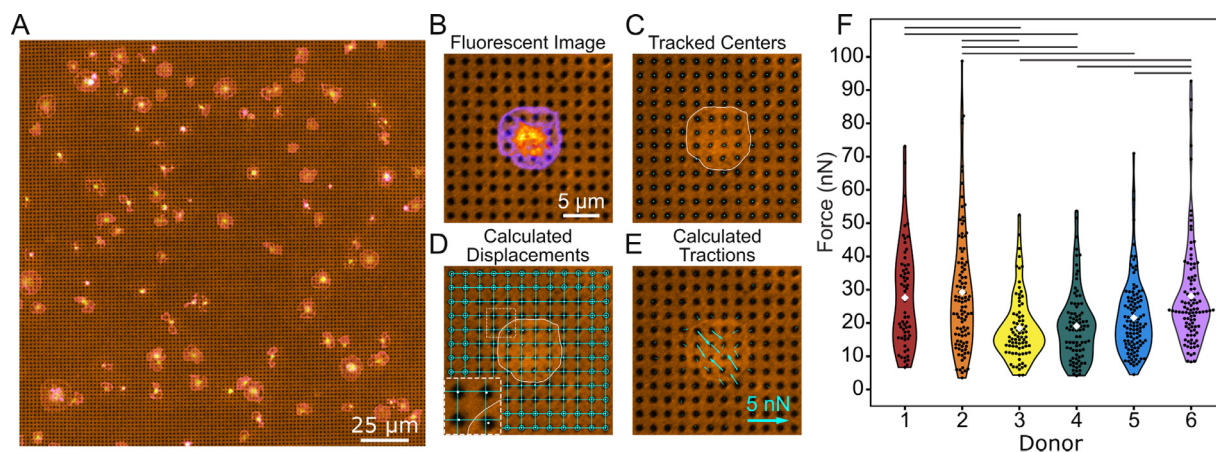 A
25 μm
B
Fluorescent Image
5 μm
C
Tracked Centers
D
Calculated
Displacements
E
Calculated
Tractions
5 nN
F
Force (nN)
100
90
80
70
60
50
40
30
20
10
0
1 2 3 4 5 6
Donor